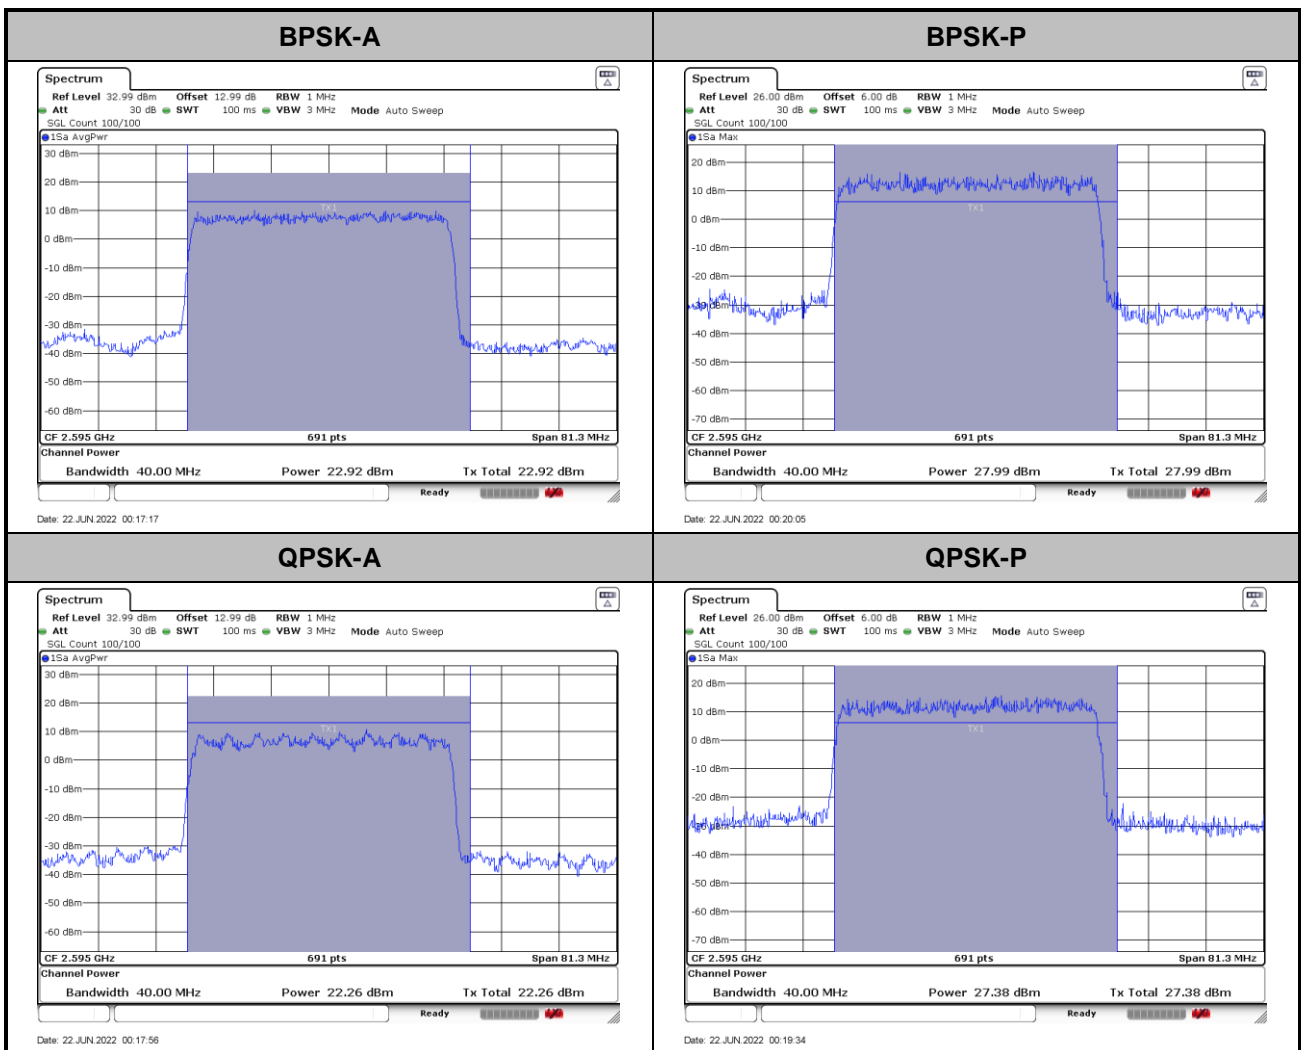 BPSK-A
BPSK-P
Spectrum
Ref Level 32.99 dBm Offset 12.99 dB RBW 1 MHz
Att 30 dB SWT 100 ms VBW 3 MHz Mode Auto Sweep
SGL Count 100/100
1Sa AvgPwr
30 dBm
20 dBm
10 dBm
0 dBm
-10 dBm
-20 dBm
-30 dBm
-40 dBm
-50 dBm
-60 dBm
TX1
CF 2.595 GHz 691 pts Span 81.3 MHz
Channel Power
Bandwidth 40.00 MHz Power 22.92 dBm Tx Total 22.92 dBm
Ready
Date: 22.JUN.2022 00:17:17
Spectrum
Ref Level 26.00 dBm Offset 6.00 dB RBW 1 MHz
Att 30 dB SWT 100 ms VBW 3 MHz Mode Auto Sweep
SGL Count 100/100
1Sa Max
20 dBm
10 dBm
0 dBm
-10 dBm
-20 dBm
-30 dBm
-40 dBm
-50 dBm
-60 dBm
-70 dBm
TX1
CF 2.595 GHz 691 pts Span 81.3 MHz
Channel Power
Bandwidth 40.00 MHz Power 27.99 dBm Tx Total 27.99 dBm
Ready
Date: 22.JUN.2022 00:20:05
QPSK-A
QPSK-P
Spectrum
Ref Level 32.99 dBm Offset 12.99 dB RBW 1 MHz
Att 30 dB SWT 100 ms VBW 3 MHz Mode Auto Sweep
SGL Count 100/100
1Sa AvgPwr
30 dBm
20 dBm
10 dBm
0 dBm
-10 dBm
-20 dBm
-30 dBm
-40 dBm
-50 dBm
-60 dBm
TX1
CF 2.595 GHz 691 pts Span 81.3 MHz
Channel Power
Bandwidth 40.00 MHz Power 22.26 dBm Tx Total 22.26 dBm
Ready
Date: 22.JUN.2022 00:17:56
Spectrum
Ref Level 26.00 dBm Offset 6.00 dB RBW 1 MHz
Att 30 dB SWT 100 ms VBW 3 MHz Mode Auto Sweep
SGL Count 100/100
1Sa Max
20 dBm
10 dBm
0 dBm
-10 dBm
-20 dBm
-30 dBm
-40 dBm
-50 dBm
-60 dBm
-70 dBm
TX1
CF 2.595 GHz 691 pts Span 81.3 MHz
Channel Power
Bandwidth 40.00 MHz Power 27.38 dBm Tx Total 27.38 dBm
Ready
Date: 22.JUN.2022 00:19:34